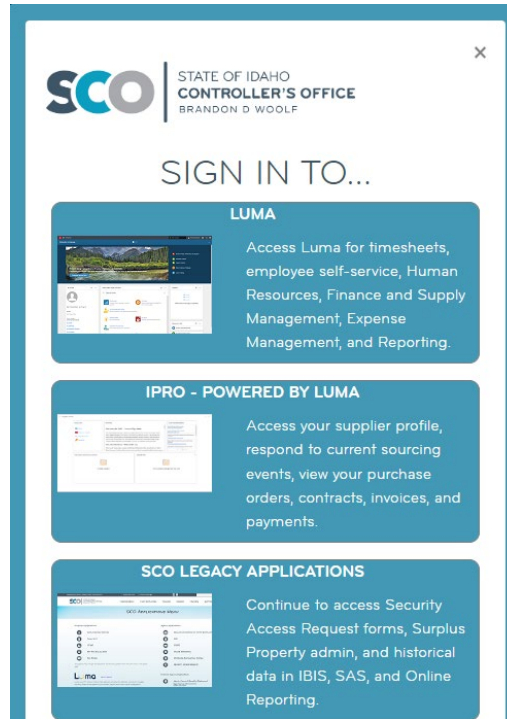 ×
SCO
STATE OF IDAHO
CONTROLLER'S OFFICE
BRANDON D WOOLF
SIGN IN TO...
LUMA
Access Luma for timesheets,
employee self-service, Human
Resources, Finance and Supply
Management, Expense
Management, and Reporting.
IPRO - POWERED BY LUMA
Access your supplier profile,
respond to current sourcing
events, view your purchase
orders, contracts, invoices, and
payments.
SCO LEGACY APPLICATIONS
SCO
Luma
Continue to access Security
Access Request forms, Surplus
Property admin, and historical
data in IBIS, SAS, and Online
Reporting.